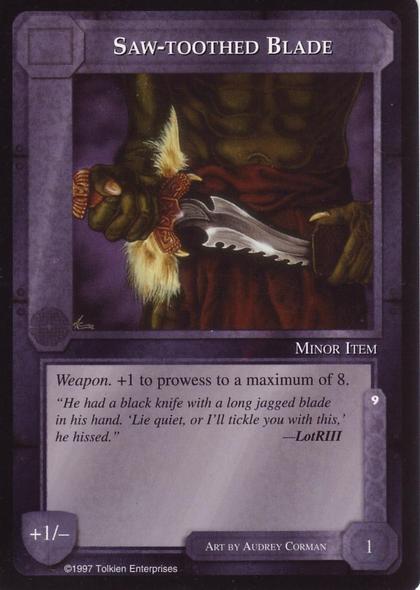 SAW-TOOTHED BLADE
MINOR ITEM
Weapon. +1 to prowess to a maximum of 8.
9
“He had a black knife with a long jagged blade
in his hand. ‘Lie quiet, or I’ll tickle you with this,’
he hissed.” —LotRIII
+1/–
ART BY AUDREY CORMAN
1
©1997 Tolkien Enterprises